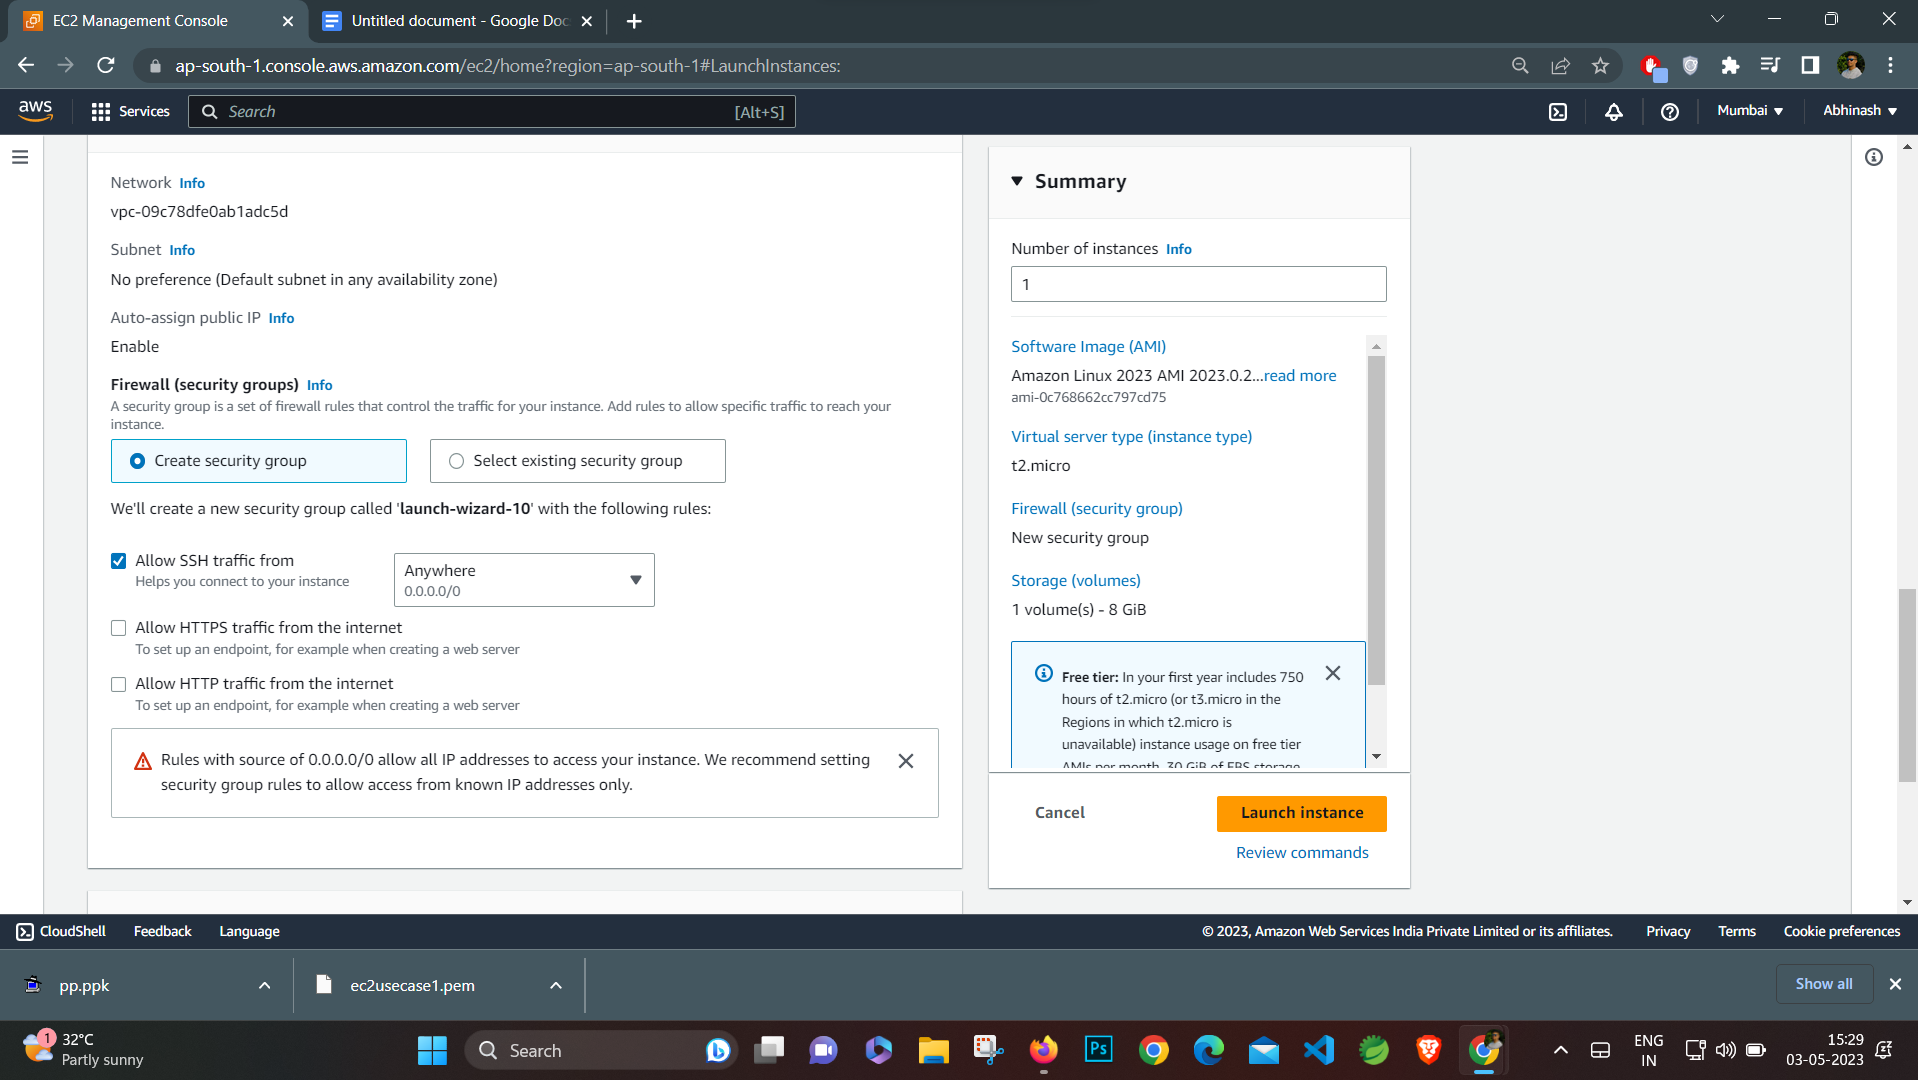 EC2 Management Console
Untitled document - Google Doc
ap-south-1.console.aws.amazon.com/ec2/home?region=ap-south-1#LaunchInstances:
aws
Services
Search
[Alt+S]
Mumbai
Abhinash
Network Info
vpc-09c78dfe0ab1adc5d
Subnet Info
No preference (Default subnet in any availability zone)
Auto-assign public IP Info
Enable
Firewall (security groups) Info
A security group is a set of firewall rules that control the traffic for your instance. Add rules to allow specific traffic to reach your
instance.
Create security group
Select existing security group
We'll create a new security group called 'launch-wizard-10' with the following rules:
Allow SSH traffic from
Helps you connect to your instance
Anywhere
0.0.0.0/0
Allow HTTPS traffic from the internet
To set up an endpoint, for example when creating a web server
Allow HTTP traffic from the internet
To set up an endpoint, for example when creating a web server
Rules with source of 0.0.0.0/0 allow all IP addresses to access your instance. We recommend setting
security group rules to allow access from known IP addresses only.
Summary
Number of instances Info
1
Software Image (AMI)
Amazon Linux 2023 AMI 2023.0.2...read more
ami-0c768662cc797cd75
Virtual server type (instance type)
t2.micro
Firewall (security group)
New security group
Storage (volumes)
1 volume(s) - 8 GiB
Free tier: In your first year includes 750
hours of t2.micro (or t3.micro in the
Regions in which t2.micro is
unavailable) instance usage on free tier
AMIs per month, 30 GiB of EBS storage,
Cancel
Launch instance
Review commands
CloudShell
Feedback
Language
© 2023, Amazon Web Services India Private Limited or its affiliates.
Privacy
Terms
Cookie preferences
pp.ppk
ec2usecase1.pem
Show all
1
32°C
Partly sunny
Search
Ps
ENG
IN
15:29
03-05-2023